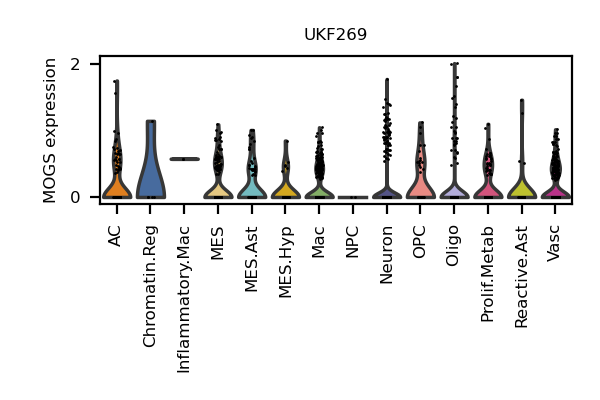 UKF269
MOGS expression
2
0
AC
Chromatin.Reg
Inflammatory.Mac
MES
MES.Ast
MES.Hyp
Mac
NPC
Neuron
OPC
Oligo
Prolif.Metab
Reactive.Ast
Vasc